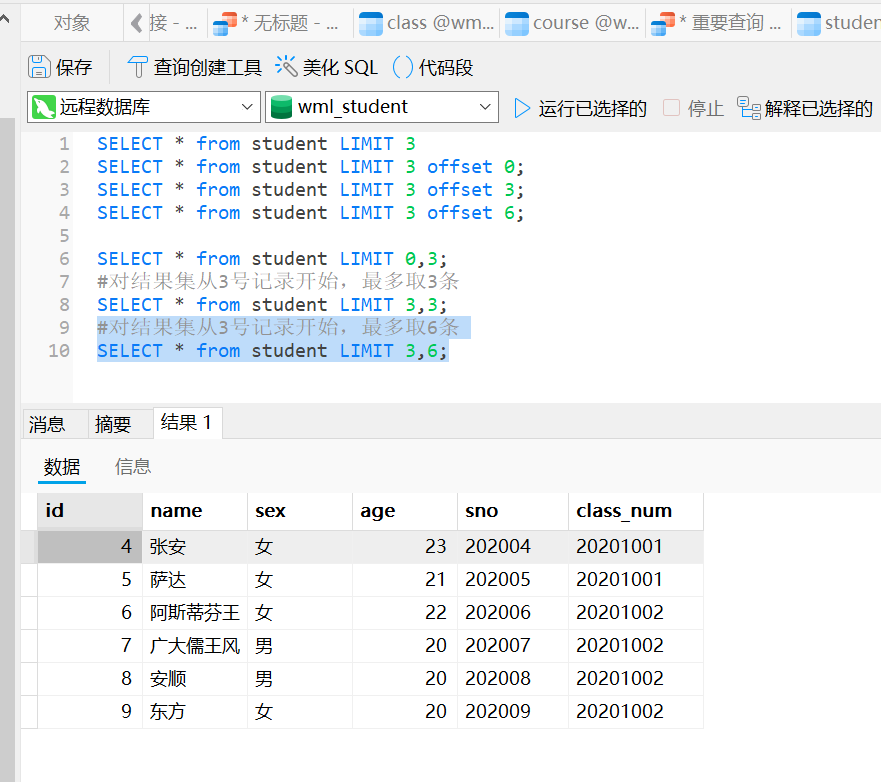 对象 接 - ... * 无标题 - ... class @wm... course @w... * 重要查询 ... studen
保存 查询创建工具 美化 SQL () 代码段
远程数据库 wml_student 运行已选择的 停止 解释已选择的
1 SELECT * from student LIMIT 3
2 SELECT * from student LIMIT 3 offset 0;
3 SELECT * from student LIMIT 3 offset 3;
4 SELECT * from student LIMIT 3 offset 6;
5
6 SELECT * from student LIMIT 0,3;
7 #对结果集从3号记录开始，最多取3条
8 SELECT * from student LIMIT 3,3;
9 #对结果集从3号记录开始，最多取6条
10 SELECT * from student LIMIT 3,6;
消息 摘要 结果 1
数据 信息
id name sex age sno class_num
4 张安 女 23 202004 20201001
5 萨达 女 21 202005 20201001
6 阿斯蒂芬王 女 22 202006 20201002
7 广大儒王风 男 20 202007 20201002
8 安顺 男 20 202008 20201002
9 东方 女 20 202009 20201002